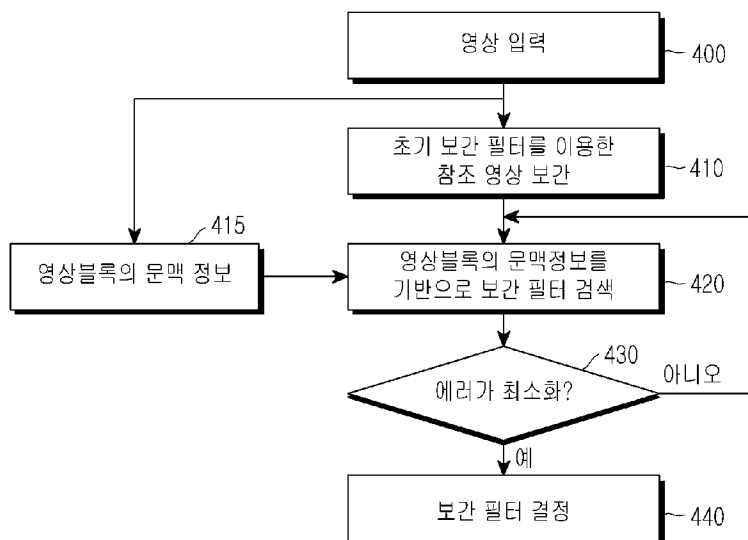 영상 입력
400
초기 보간 필터를 이용한
참조 영상 보간
410
415
영상블록의 문맥 정보
영상블록의 문맥정보를
기반으로 보간 필터 검색
420
430
에러가 최소화?
아니오
예
보간 필터 결정
440